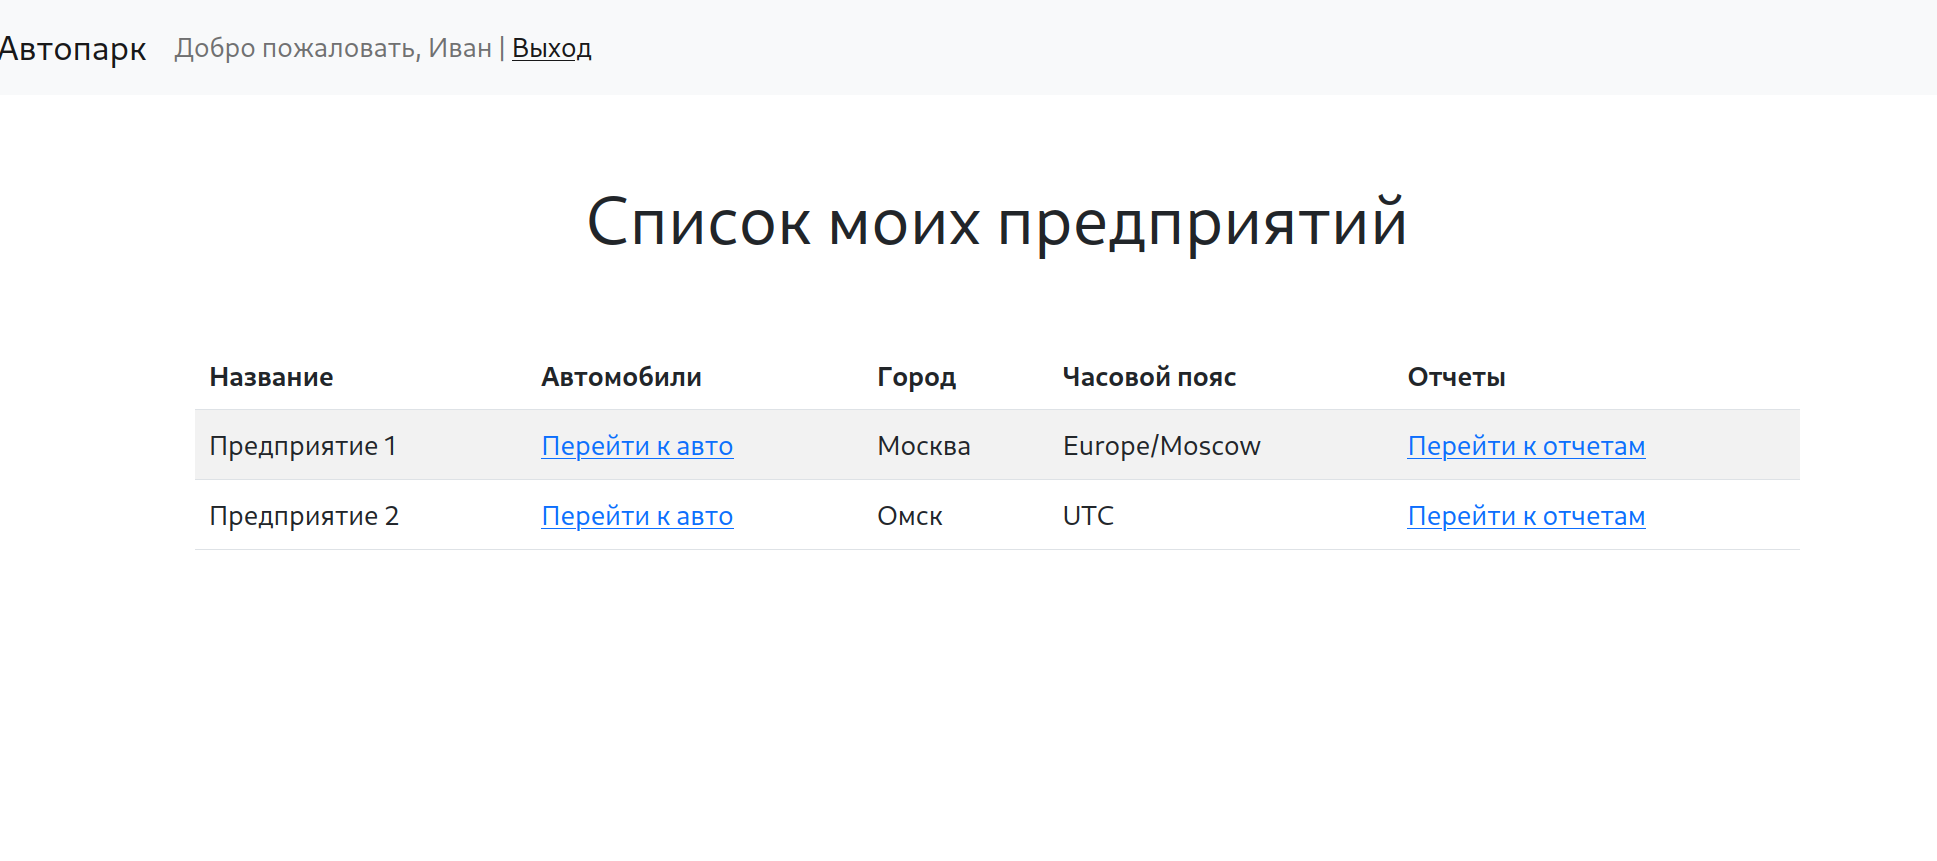 Автопарк Добро пожаловать, Иван | Выход
Список моих предприятий
Название Автомобили Город Часовой пояс Отчеты
Предприятие 1 Перейти к авто Москва Europe/Moscow Перейти к отчетам
Предприятие 2 Перейти к авто Омск UTC Перейти к отчетам